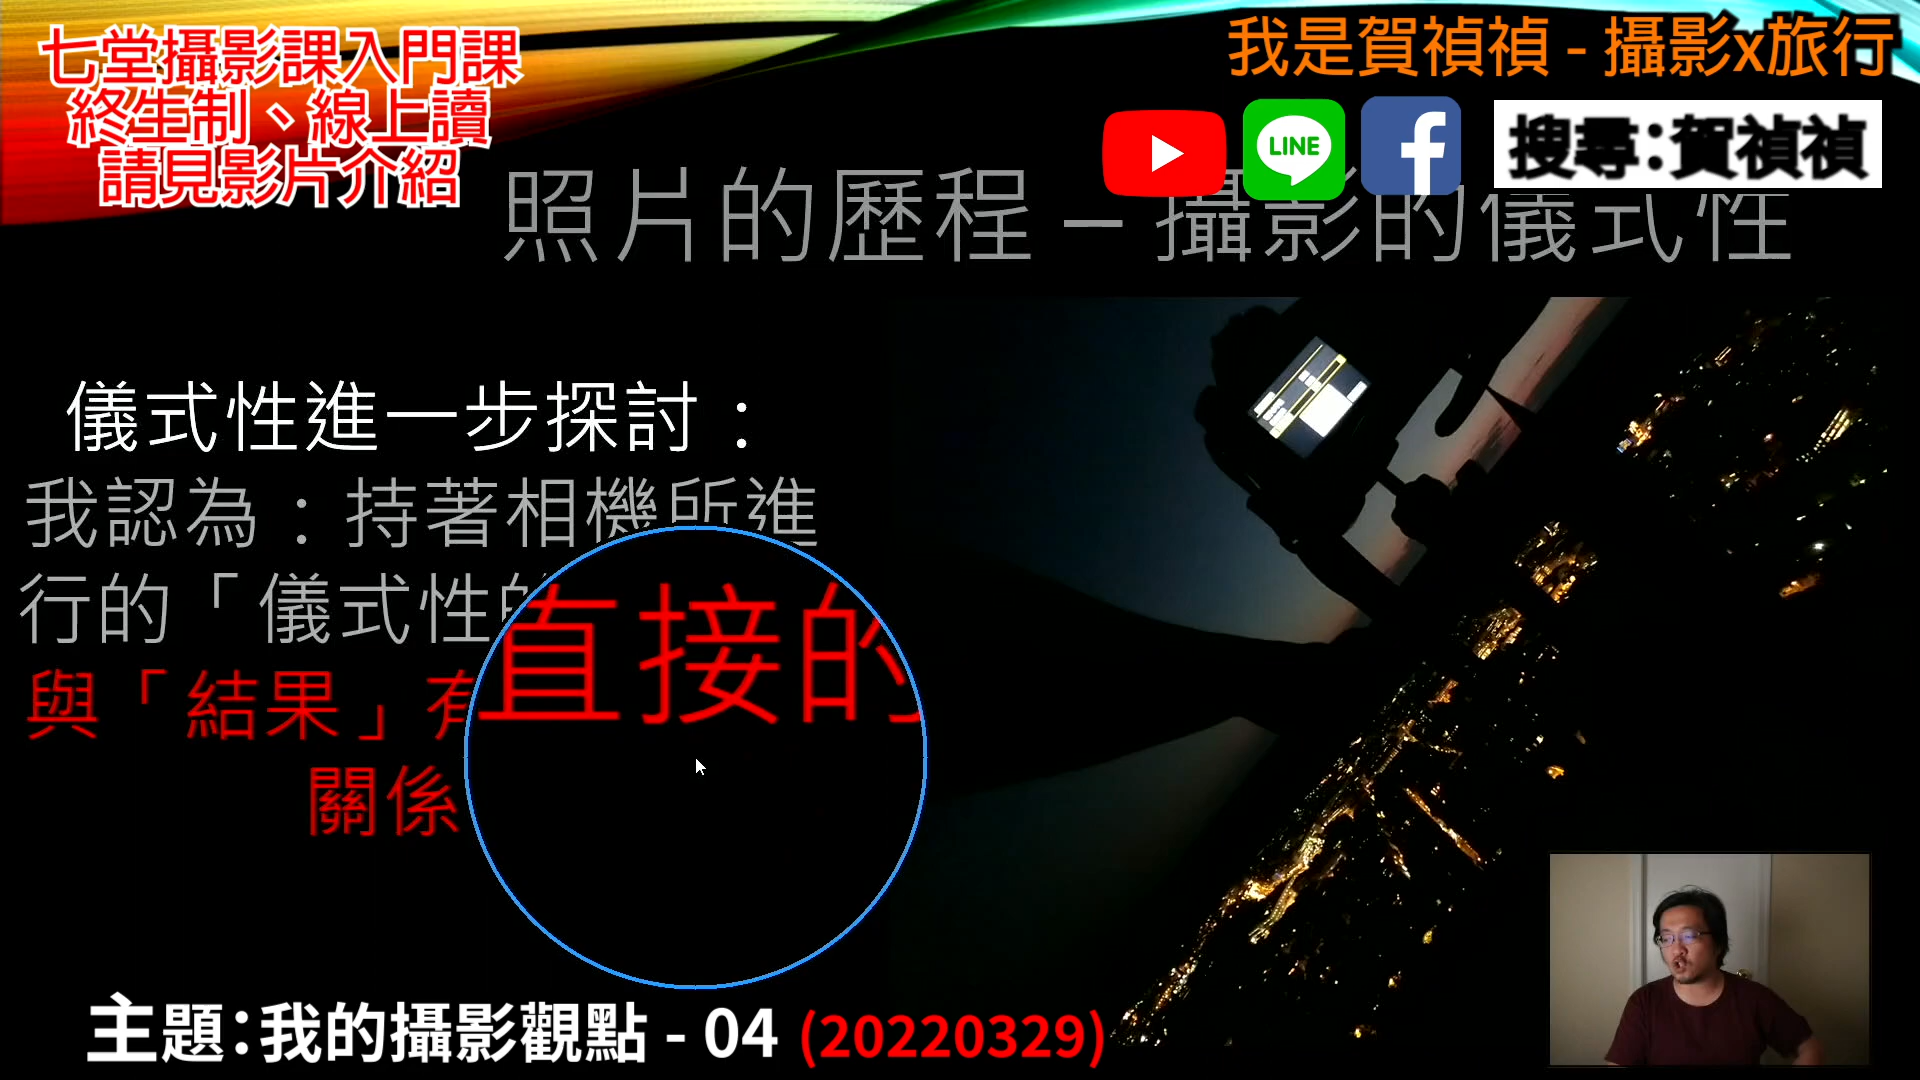 七堂攝影課入門課
終生制、線上讀
請見影片介紹
我是賀禎禎 - 攝影x旅行
LINE
搜尋:賀禎禎
照片的歷程 – 攝影的儀式性
儀式性進一步探討：
我認為：持著相機所進
行的「儀式性的
與「結果」有
直接的
關係
主題:我的攝影觀點 - 04 (20220329)